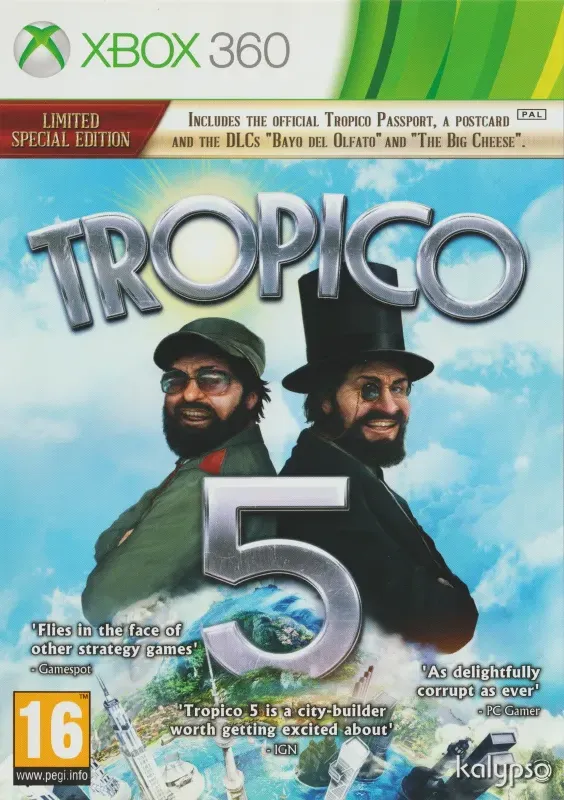 XBOX 360
LIMITED
SPECIAL EDITION
INCLUDES THE OFFICIAL TROPICO PASSPORT, A POSTCARD
AND THE DLCS "BAYO DEL OLFATO" AND "THE BIG CHEESE".
PAL
TROPICO
5
'Flies in the face of
other strategy games'
- Gamespot
'As delightfully
corrupt as ever'
- PC Gamer
'Tropico 5 is a city-builder
worth getting excited about'
- IGN
16
TM
www.pegi.info
kalypso